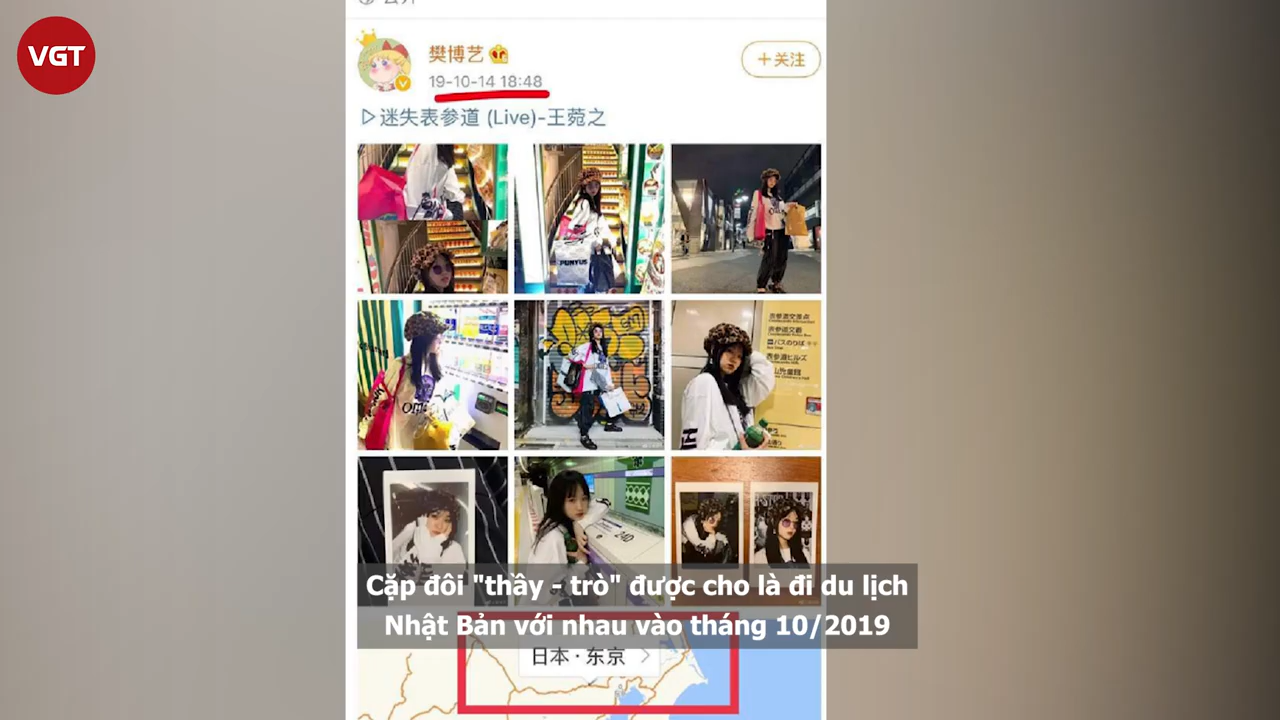 VGT
樊博艺
+关注
19-10-14 18:48
▷迷失表参道 (Live)-王菀之
PONYUS
240
Cặp đôi "thầy - trò" được cho là đi du lịch
Nhật Bản với nhau vào tháng 10/2019
日本·东京